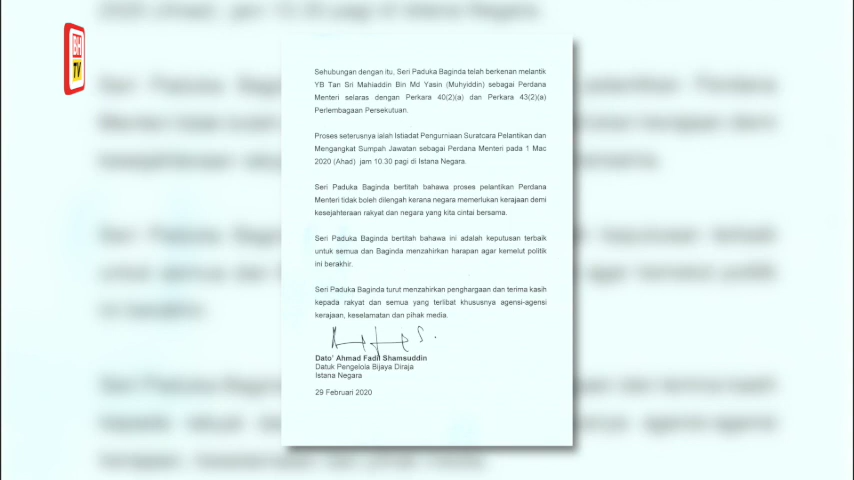 BH
TV
Sehubungan dengan itu, Seri Paduka Baginda telah berkenan melantik
YB Tan Sri Mahiaddin Bin Md Yasin (Muhyiddin) sebagai Perdana
Menteri selaras dengan Perkara 40(2)(a) dan Perkara 43(2)(a)
Perlembagaan Persekutuan.
Proses seterusnya ialah Istiadat Pengurniaan Suratcara Pelantikan dan
Mengangkat Sumpah Jawatan sebagai Perdana Menteri pada 1 Mac
2020 (Ahad) jam 10.30 pagi di Istana Negara.
Seri Paduka Baginda bertitah bahawa proses pelantikan Perdana
Menteri tidak boleh dilengah kerana negara memerlukan kerajaan demi
kesejahteraan rakyat dan negara yang kita cintai bersama.
Seri Paduka Baginda bertitah bahawa ini adalah keputusan terbaik
untuk semua dan Baginda menzahirkan harapan agar kemelut politik
ini berakhir.
Seri Paduka Baginda turut menzahirkan penghargaan dan terima kasih
kepada rakyat dan semua yang terlibat khususnya agensi-agensi
kerajaan, keselamatan dan pihak media.
Dato' Ahmad Fadil Shamsuddin
Datuk Pengelola Bijaya Diraja
Istana Negara
29 Februari 2020